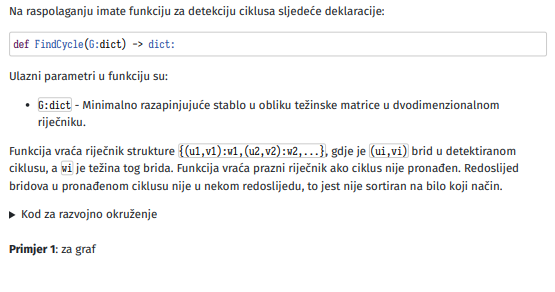 Na raspolaganju imate funkciju za detekciju ciklusa sljedeće deklaracije:
def FindCycle(G:dict) -> dict:
Ulazni parametri u funkciju su:
• G:dict - Minimalno razapinjujuće stablo u obliku težinske matrice u dvodimenzionalnom
riječniku.
Funkcija vraća riječnik strukture {(u1,v1):w1,(u2,v2):w2,...}, gdje je (ui,vi) brid u detektiranom
ciklusu, a wi je težina tog brida. Funkcija vraća prazni riječnik ako ciklus nije pronađen. Redoslijed
bridova u pronađenom ciklusu nije u nekom redoslijedu, to jest nije sortiran na bilo koji način.
▶ Kod za razvojno okruženje
Primjer 1: za graf